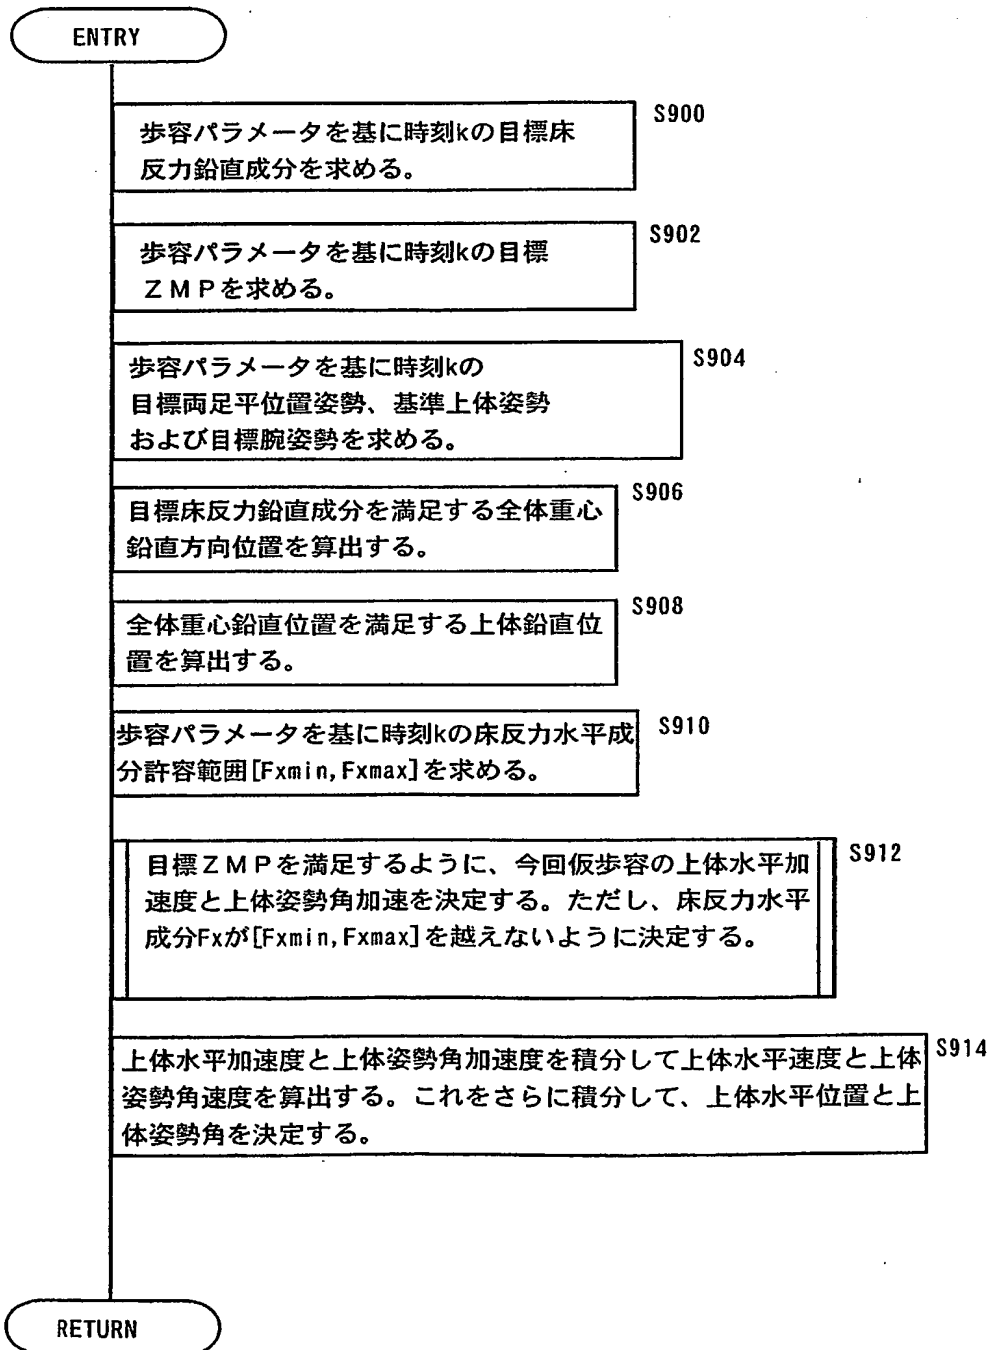 ENTRY
S900
歩容パラメータを基に時刻kの目標床
反力鉛直成分を求める。
S902
歩容パラメータを基に時刻kの目標
ＺＭＰを求める。
S904
歩容パラメータを基に時刻kの
目標両足平位置姿勢、基準上体姿勢
および目標腕姿勢を求める。
S906
目標床反力鉛直成分を満足する全体重心
鉛直方向位置を算出する。
S908
全体重心鉛直位置を満足する上体鉛直位
置を算出する。
S910
歩容パラメータを基に時刻kの床反力水平成
分許容範囲[Fxmin,Fxmax]を求める。
S912
目標ＺＭＰを満足するように、今回仮歩容の上体水平加
速度と上体姿勢角加速を決定する。ただし、床反力水平
成分Fxが[Fxmin,Fxmax]を越えないように決定する。
S914
上体水平加速度と上体姿勢角加速度を積分して上体水平速度と上体
姿勢角速度を算出する。これをさらに積分して、上体水平位置と上
体姿勢角を決定する。
RETURN